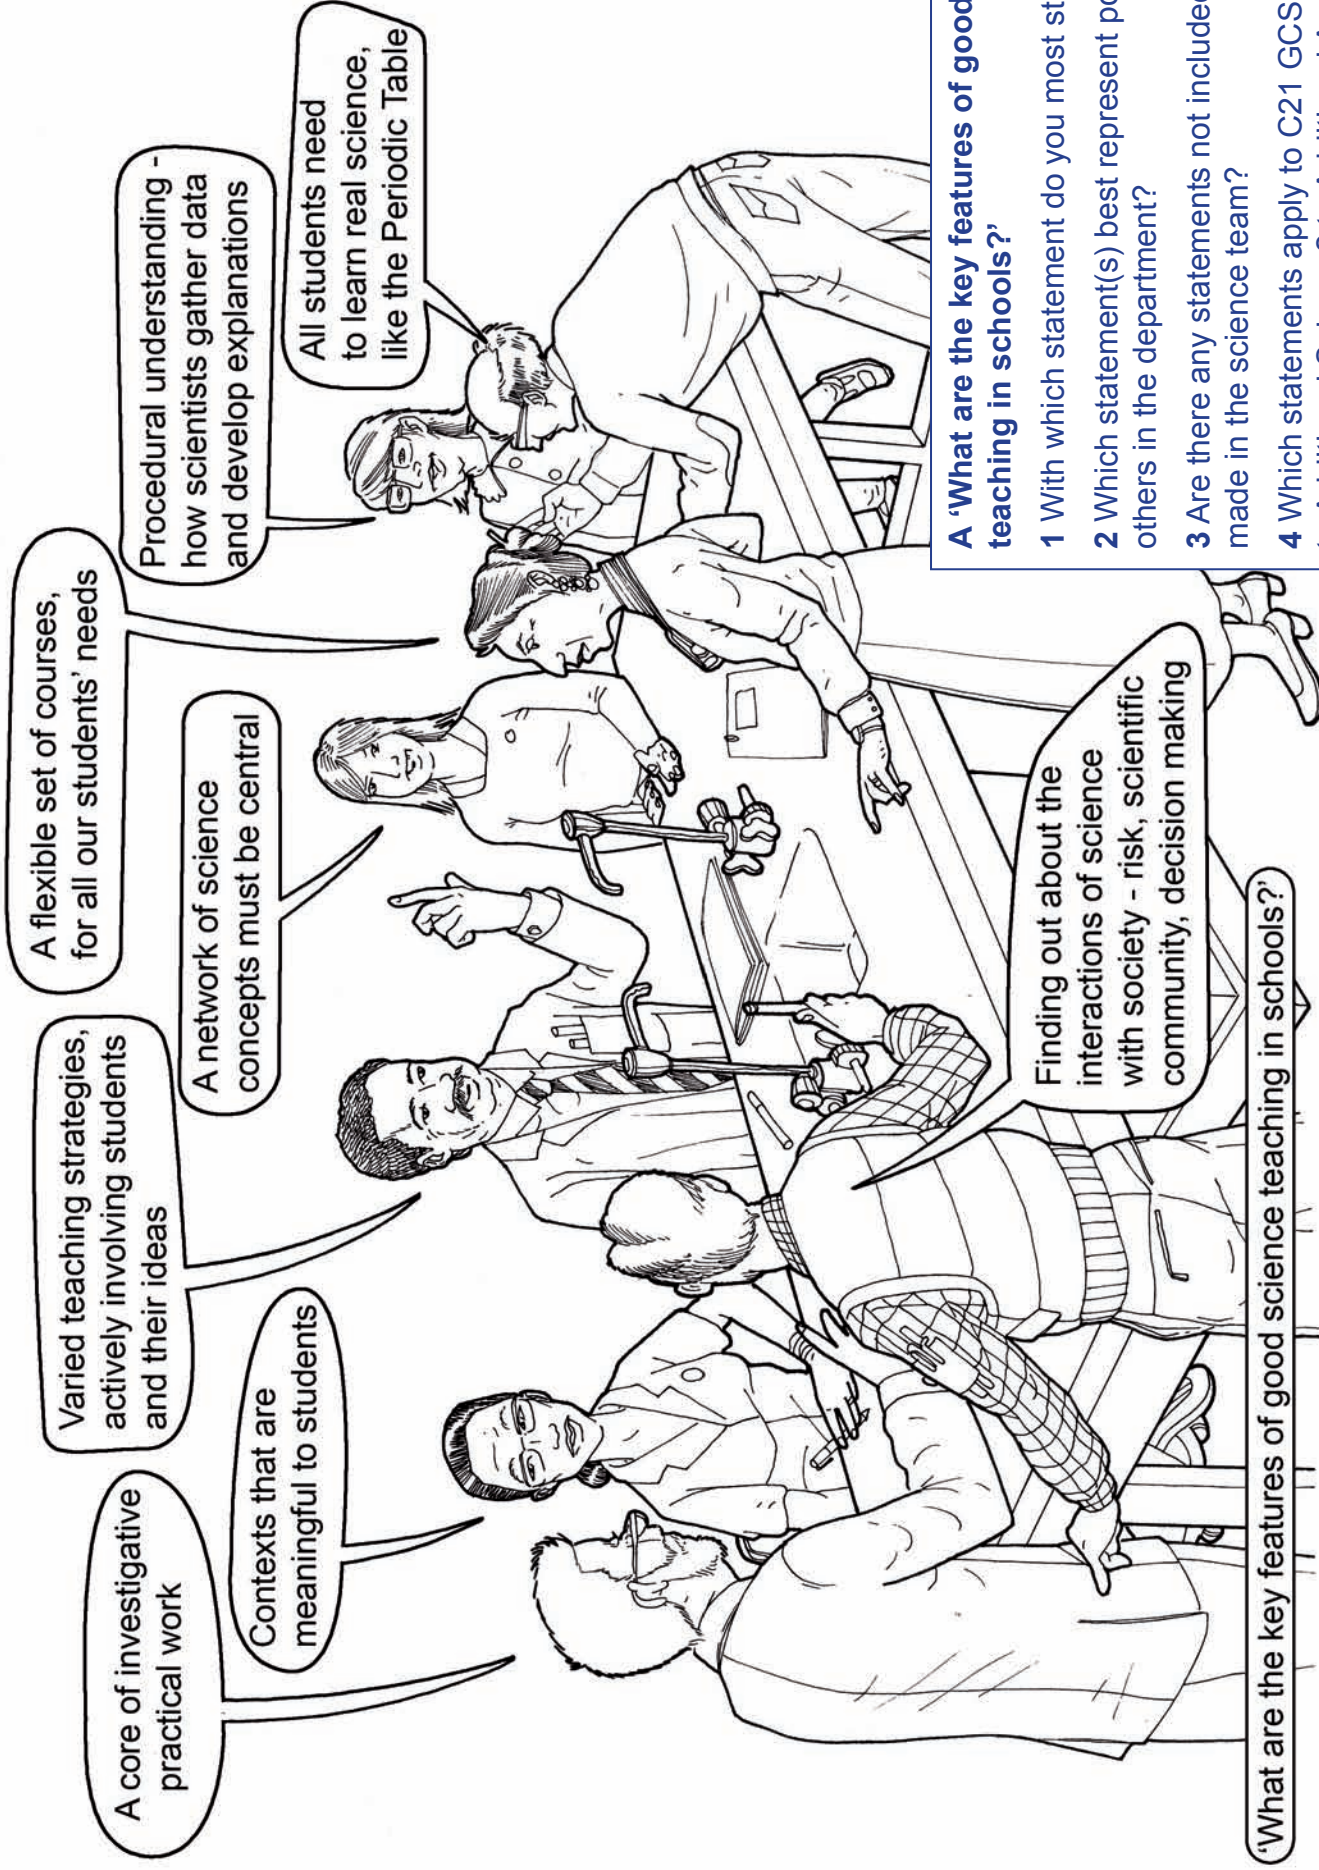 A core of investigative
practical work
Contexts that are
meaningful to students
Varied teaching strategies,
actively involving students
and their ideas
A network of science
concepts must be central
A flexible set of courses,
for all our students' needs
Procedural understanding -
how scientists gather data
and develop explanations
All students need
to learn real science,
like the Periodic Table
Finding out about the
interactions of science
with society - risk, scientific
community, decision making
'What are the key features of good science teaching in schools?'
A 'What are the key features of good
teaching in schools?'
1 With which statement do you most st
2 Which statement(s) best represent po
others in the department?
3 Are there any statements not include
made in the science team?
4 Which statements apply to C21 GCS